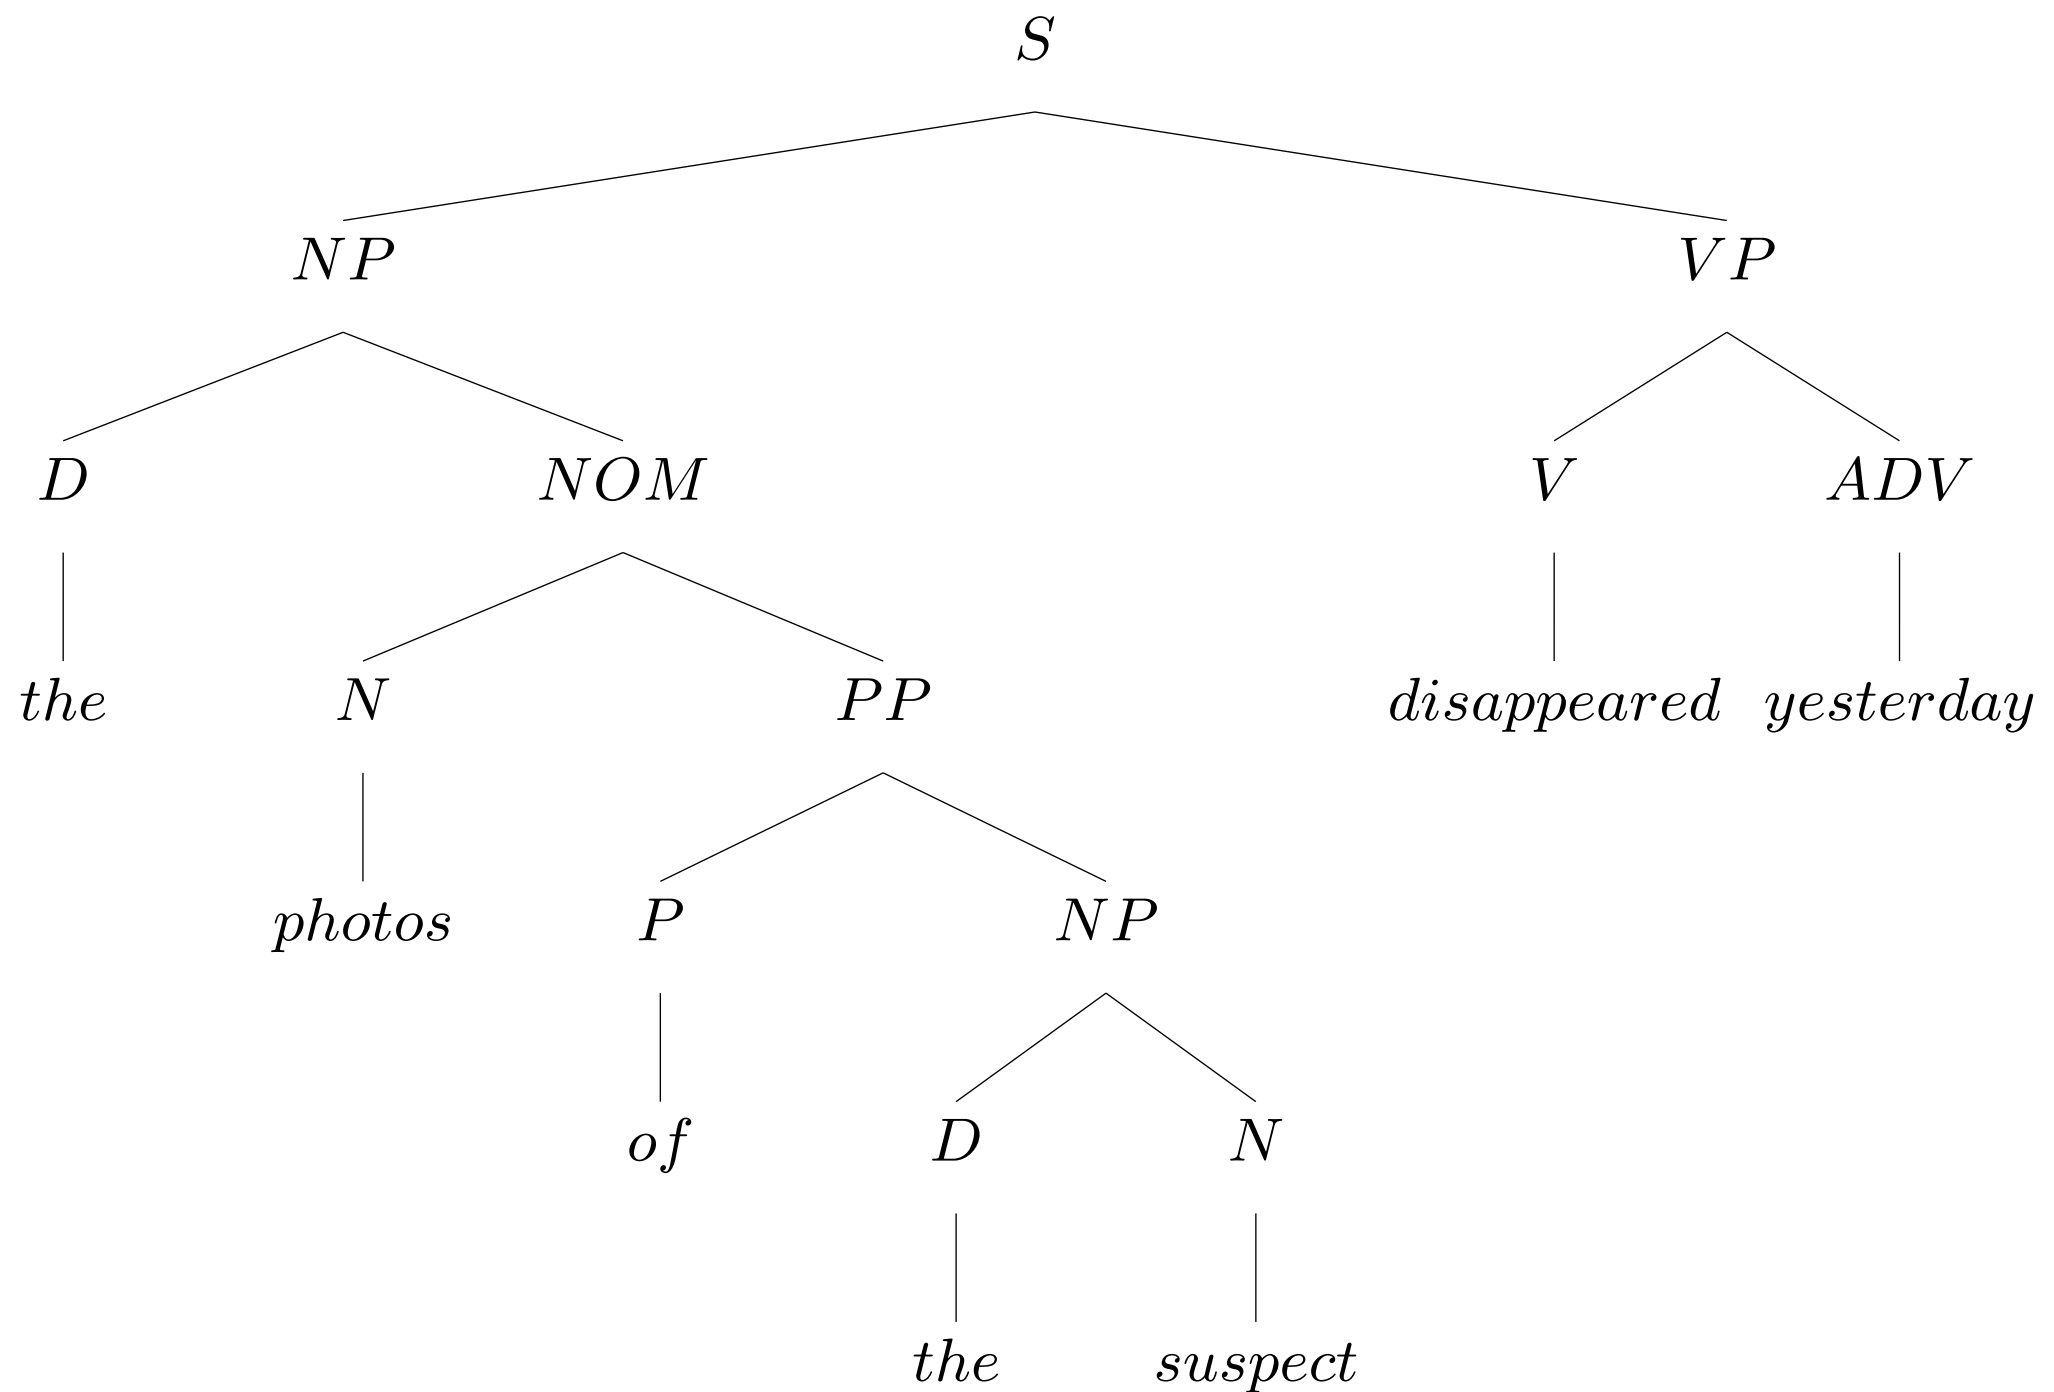 S
NP VP
D NOM V ADV
the N PP disappeared yesterday
photos P NP
of D N
the suspect